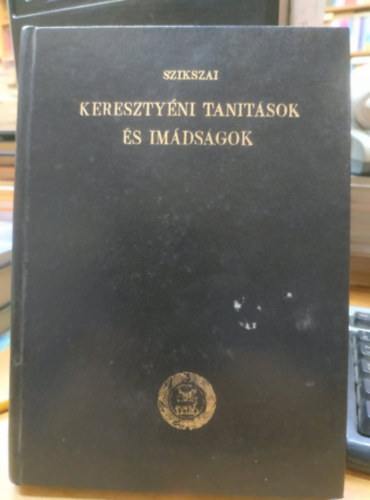 SZIKSZAI
KERESZTYÉNI TANITÁSOK
ÉS IMÁDSÁGOK